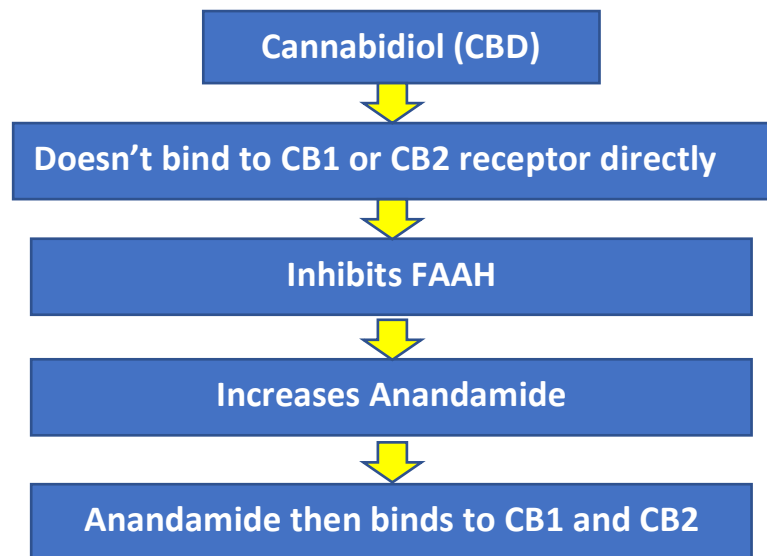 Cannabidiol (CBD)
Doesn’t bind to CB1 or CB2 receptor directly
Inhibits FAAH
Increases Anandamide
Anandamide then binds to CB1 and CB2